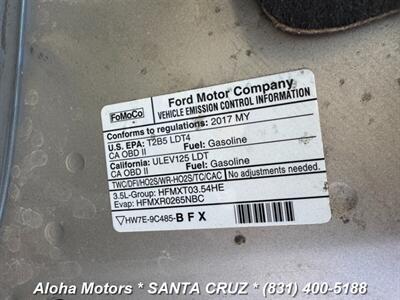 FoMoCo
Ford Motor Company
VEHICLE EMISSION CONTROL INFORMATION
Conforms to regulations: 2017 MY
U.S. EPA: T2B5 LDT4
CA OBD II Fuel: Gasoline
California: ULEV125 LDT
CA OBD II Fuel: Gasoline
TWC/DFI/HO2S/WR-HO2S/TC/CAC No adjustments needed.
3.5L-Group: HFMXT03.54HE
Evap: HFMXR0265NBC
HW7E-9C485-BFX
Aloha Motors * SANTA CRUZ * (831) 400-5188